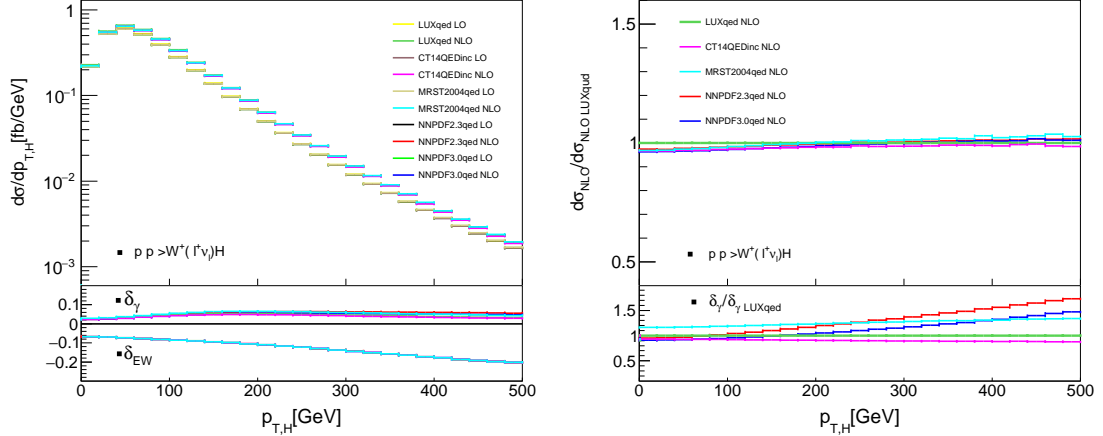 1
10⁻¹
10⁻²
10⁻³
dσ/dp_T,H[fb/GeV]
LUXqed LO
LUXqed NLO
CT14QEDinc LO
CT14QEDinc NLO
MRST2004qed LO
MRST2004qed NLO
NNPDF2.3qed LO
NNPDF2.3qed NLO
NNPDF3.0qed LO
NNPDF3.0qed NLO
p p >W⁺( l⁺ν_l)H
0.1
0
δ_γ
−0.1
−0.2
δ_EW
0 100 200 300 400 500
p_T,H[GeV]
1.5
1
0.5
dσ_NLO/dσ_NLO LUXqud
LUXqed NLO
CT14QEDinc NLO
MRST2004qed NLO
NNPDF2.3qed NLO
NNPDF3.0qed NLO
p p >W⁺( l⁺ν_l)H
1.5
1
0.5
δ_γ/δ_γ LUXqed
0 100 200 300 400 500
p_T,H[GeV]